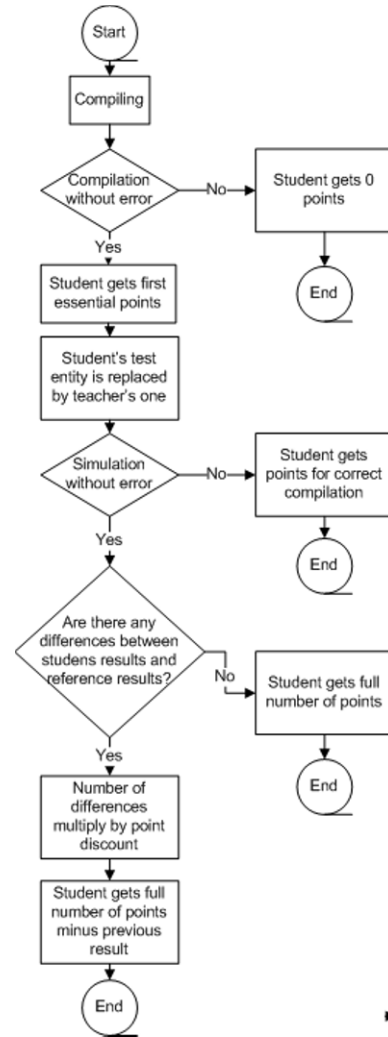 Start
Compiling
Compilation
without error
No
Student gets 0
points
Yes
End
Student gets first
essential points
Student's test
entity is replaced
by teacher's one
Simulation
without error
No
Student gets
points for correct
compilation
Yes
End
Are there any
differences between
studens results and
reference results?
No
Student gets full
number of points
Yes
End
Number of
differences
multiply by point
discount
Student gets full
number of points
minus previous
result
End